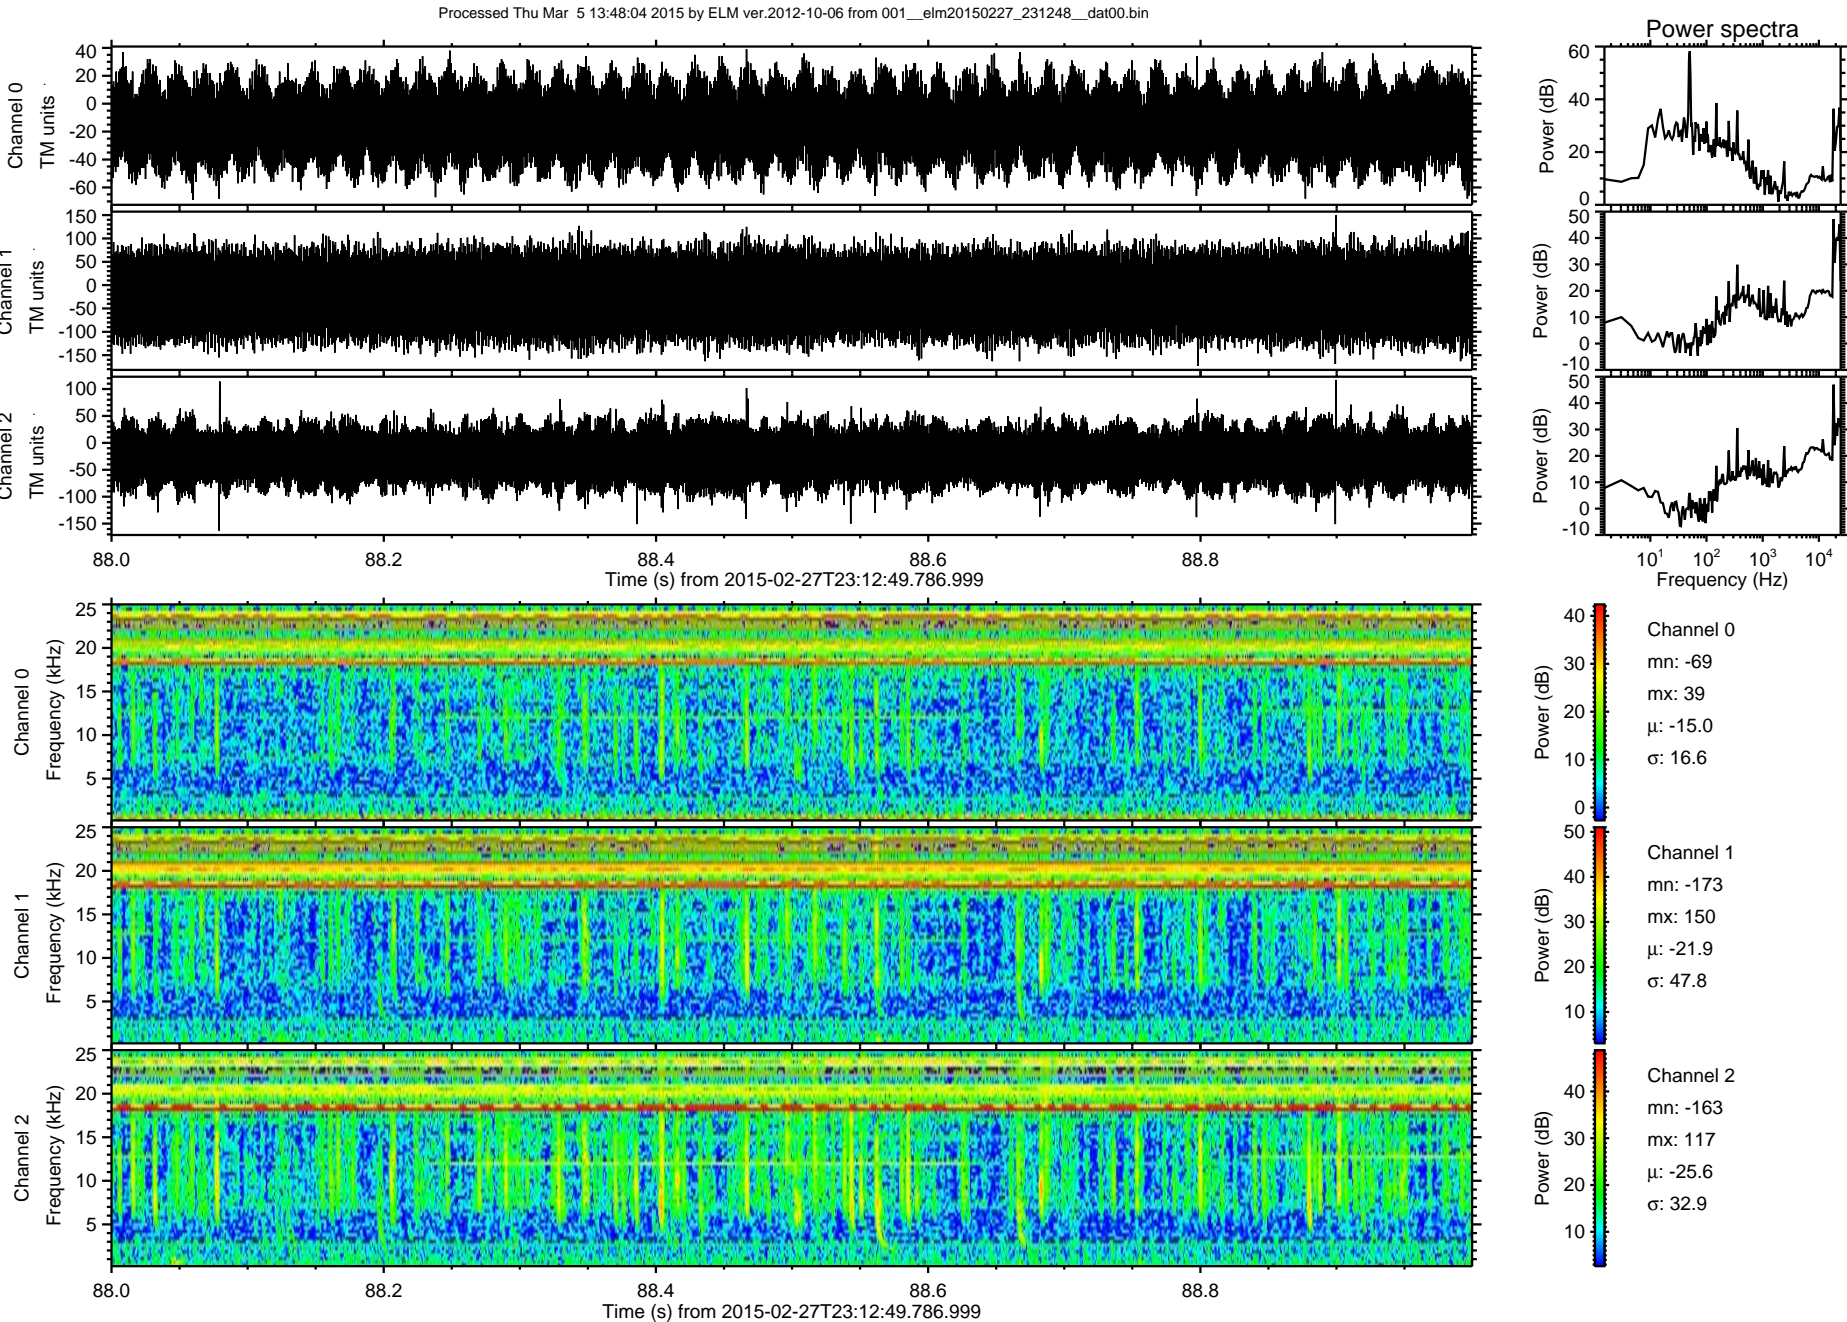 Processed Thu Mar 5 13:48:04 2015 by ELM ver.2012-10-06 from 001__elm20150227_231248__dat00.bin
Power spectra
Channel 0
TM units
40
20
0
-20
-40
-60
Power (dB)
60
40
20
0
Channel 1
TM units
150
100
50
0
-50
-100
-150
Power (dB)
50
40
30
20
10
0
-10
Channel 2
TM units
100
50
0
-50
-100
-150
Power (dB)
50
40
30
20
10
0
-10
88.0 88.2 88.4 88.6 88.8
Time (s) from 2015-02-27T23:12:49.786.999
10^1 10^2 10^3 10^4
Frequency (Hz)
Channel 0
Frequency (kHz)
25
20
15
10
5
Power (dB)
40
30
20
10
0
Channel 0
mn: -69
mx: 39
μ: -15.0
σ: 16.6
Channel 1
Frequency (kHz)
25
20
15
10
5
Power (dB)
50
40
30
20
10
Channel 1
mn: -173
mx: 150
μ: -21.9
σ: 47.8
Channel 2
Frequency (kHz)
25
20
15
10
5
Power (dB)
40
30
20
10
Channel 2
mn: -163
mx: 117
μ: -25.6
σ: 32.9
88.0 88.2 88.4 88.6 88.8
Time (s) from 2015-02-27T23:12:49.786.999